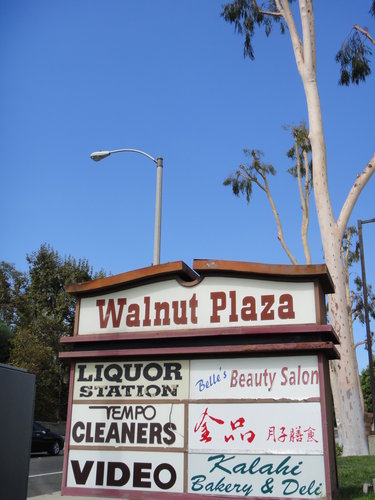 Walnut Plaza
LIQUOR
STATION
Belle's Beauty Salon
TEMPO
CLEANERS
金品 月子膳食
VIDEO
Kalahi
Bakery & Deli